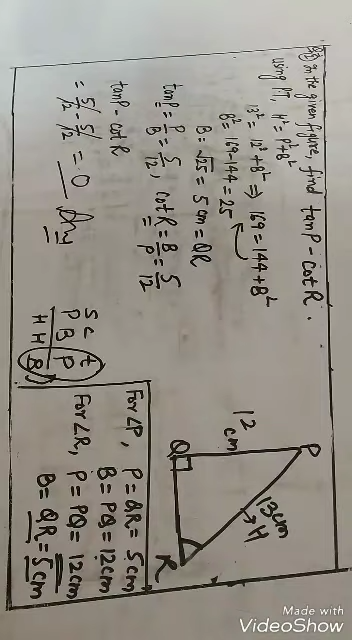 Q3) In the given figure, find tanP - cotR.
Using PT, H² = P²+B²
13² = 12²+B² ⇒ 169 = 144+B²
B² = 169-144 = 25
B = √25 = 5 cm = QR
tanP = P/B = 5/12, cotR = B/P = 5/12
tanP - cotR
= 5/12 - 5/12 = 0 Ans
S C t
P B P
H H B
P
12 cm
13cm
→H
Q
R
For ∠P, P = QR = 5cm
B = PQ = 12cm
For ∠R, P = PQ = 12cm
B = QR = 5cm
Made with
VideoShow